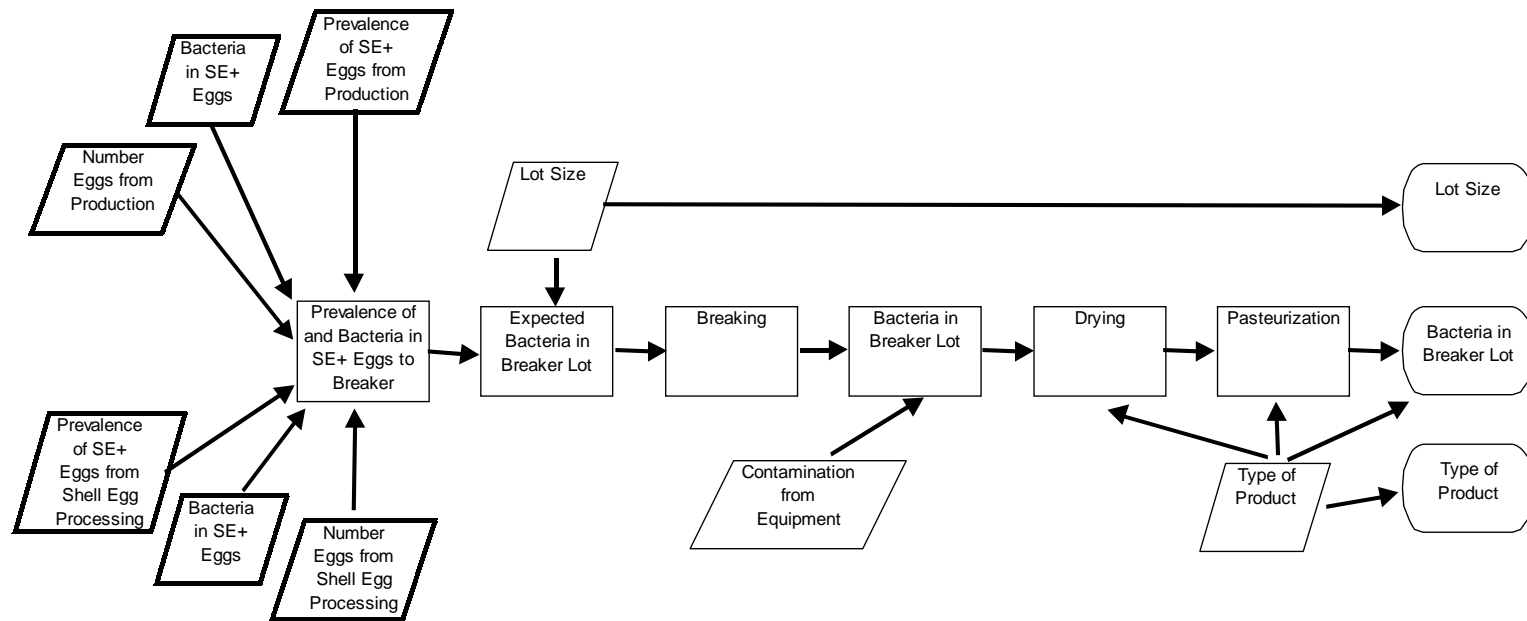 Prevalence
of SE+
Eggs from
Production
Bacteria
in SE+
Eggs
Number
Eggs from
Production
Lot Size
Lot Size
Prevalence of
and Bacteria in
SE+ Eggs to
Breaker
Expected
Bacteria in
Breaker Lot
Breaking
Bacteria in
Breaker Lot
Drying
Pasteurization
Bacteria in
Breaker Lot
Prevalence
of SE+
Eggs from
Shell Egg
Processing
Bacteria
in SE+
Eggs
Number
Eggs from
Shell Egg
Processing
Contamination
from
Equipment
Type of
Product
Type of
Product